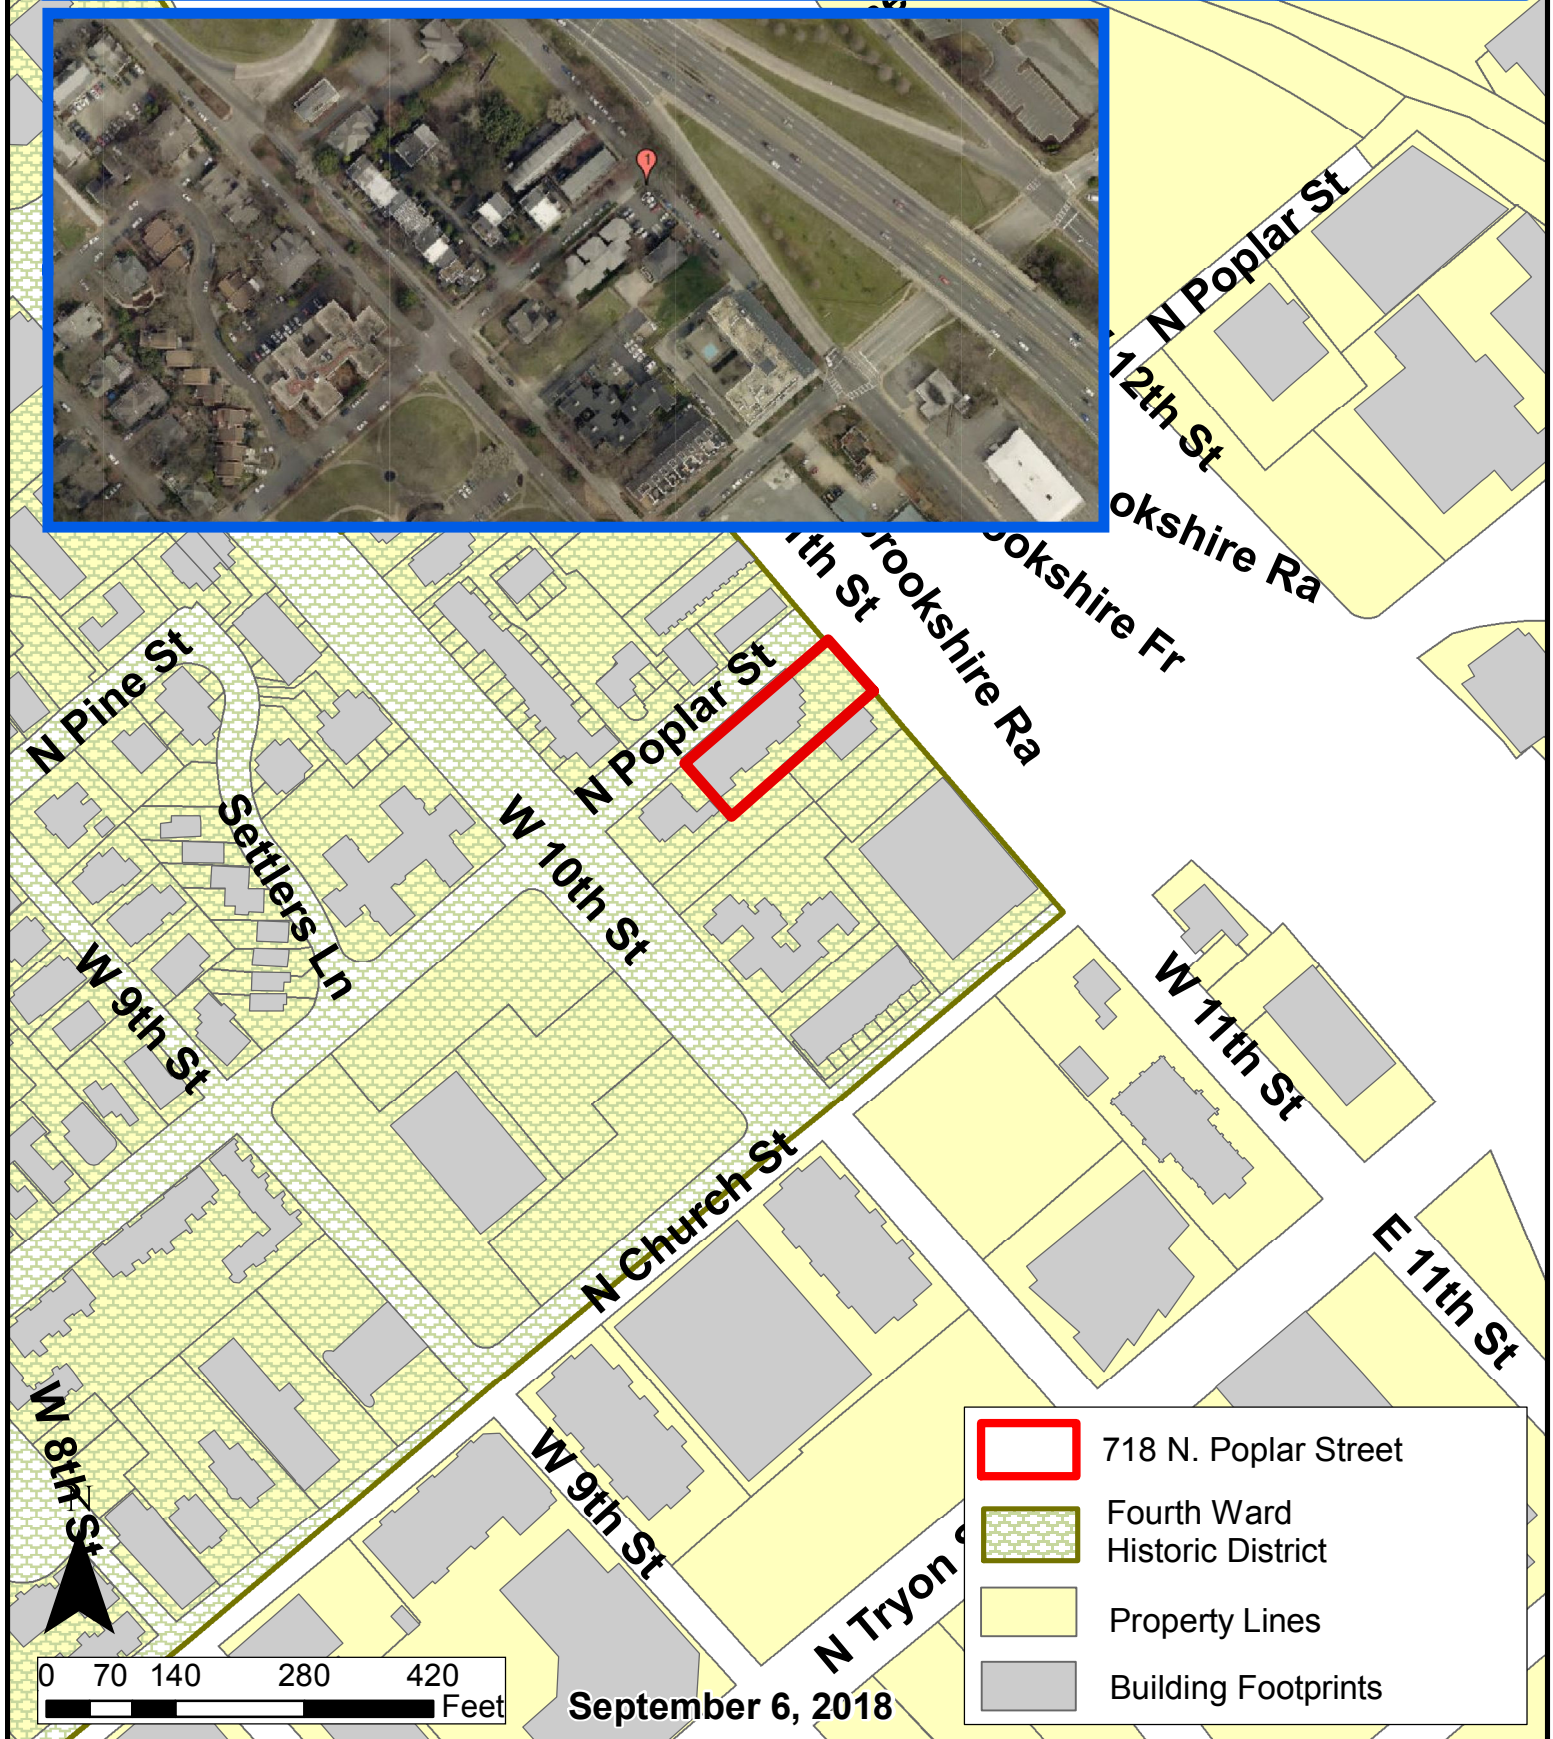 1
N Poplar St
12th St
okshire Ra
ookshire Fr
rookshire Ra
1th St
N Pine St
N Poplar St
Settlers Ln
W 10th St
W 9th St
W 11th St
N Church St
E 11th St
W 8th St
N
W 9th St
N Tryon
718 N. Poplar Street
Fourth Ward
Historic District
Property Lines
Building Footprints
0 70 140 280 420
Feet
September 6, 2018